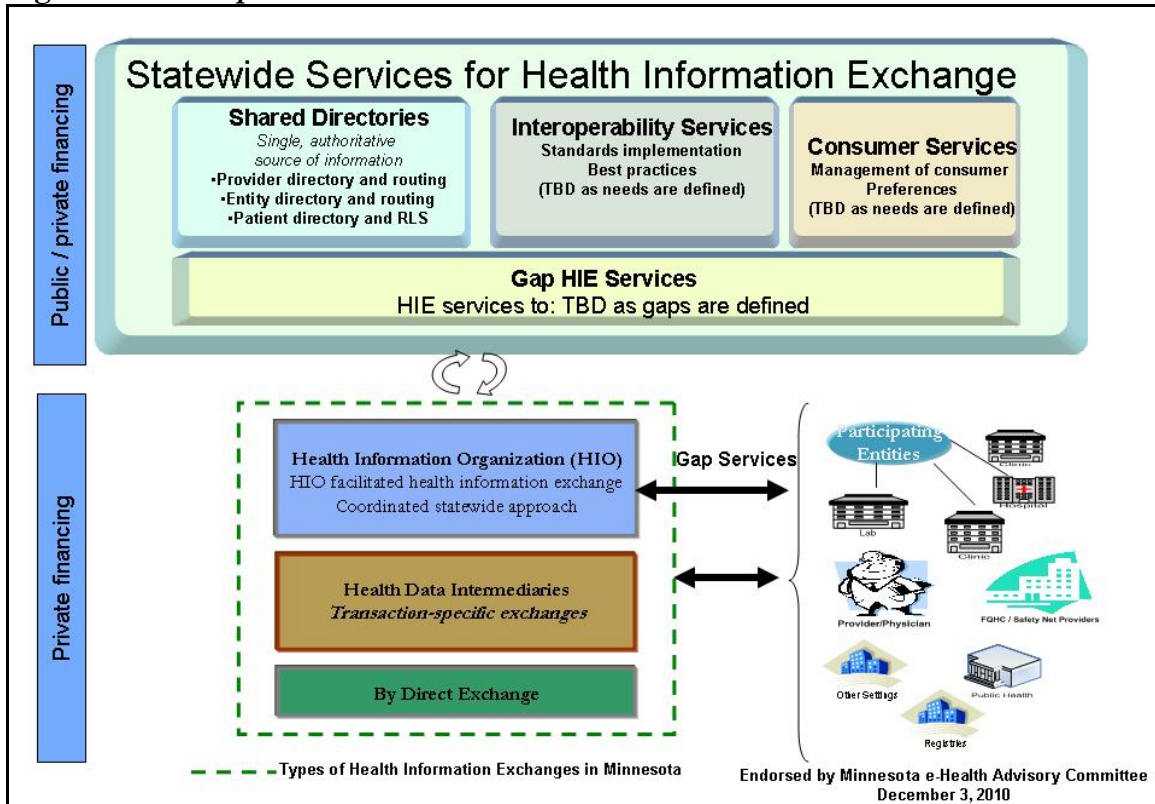 Statewide Services for Health Information Exchange
Public / private financing
Shared Directories
Single, authoritative
source of information
•Provider directory and routing
•Entity directory and routing
•Patient directory and RLS
Interoperability Services
Standards implementation
Best practices
(TBD as needs are defined)
Consumer Services
Management of consumer
Preferences
(TBD as needs are defined)
Gap HIE Services
HIE services to: TBD as gaps are defined
Private financing
Health Information Organization (HIO)
HIO facilitated health information exchange
Coordinated statewide approach
Health Data Intermediaries
Transaction-specific exchanges
By Direct Exchange
Gap Services
Participating
Entities
Clinic
Hospital
Lab
Clinic
Provider/Physician
FQHC / Safety Net Providers
Other Settings
Public Health
Registries
Types of Health Information Exchanges in Minnesota
Endorsed by Minnesota e-Health Advisory Committee
December 3, 2010